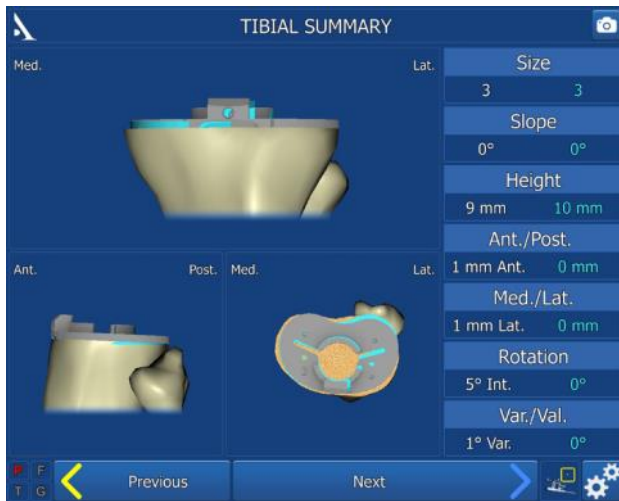 TIBIAL SUMMARY
Med. Lat.
Size
3 3
Slope
0° 0°
Height
9 mm 10 mm
Ant./Post.
1 mm Ant. 0 mm
Med./Lat.
1 mm Lat. 0 mm
Rotation
5° Int. 0°
Var./Val.
1° Var. 0°
Ant. Post.
Med. Lat.
P F
T G
Previous
Next